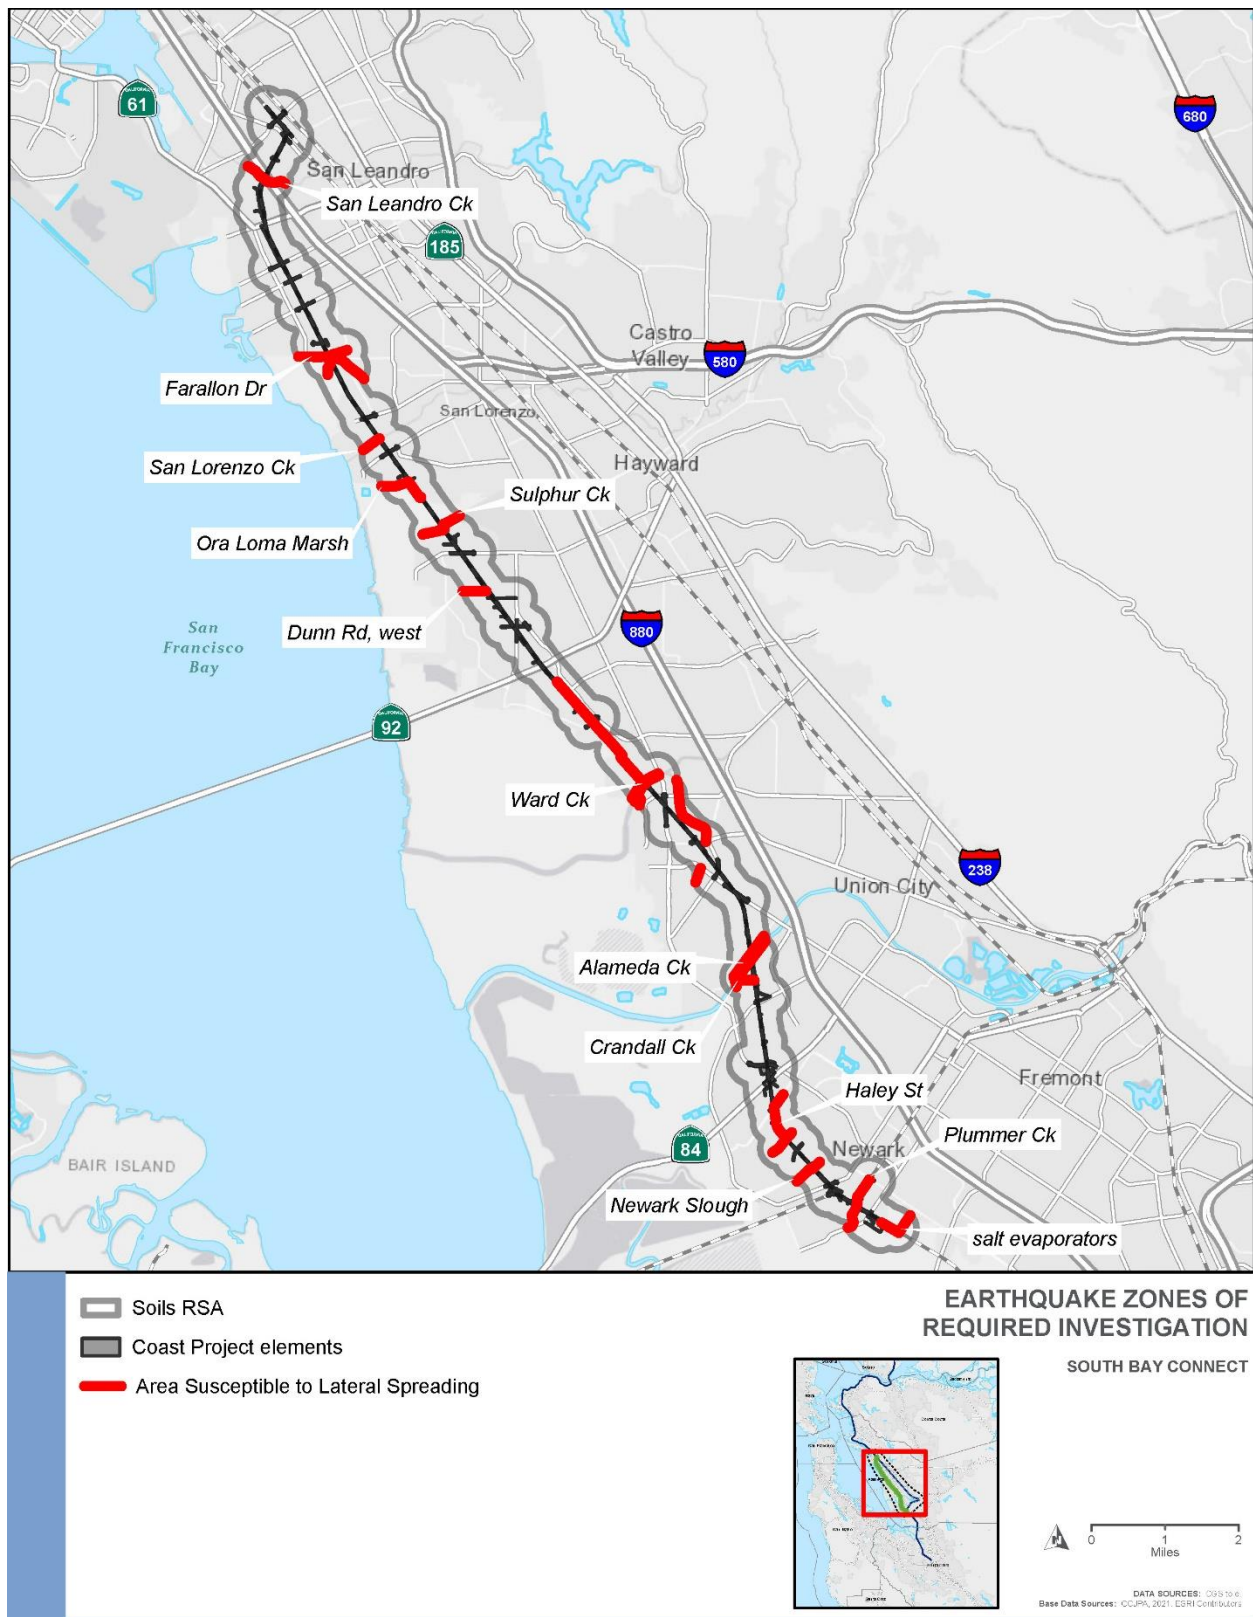 61
680
San Leandro
San Leandro Ck
185
Castro
Valley
580
Farallon Dr
San Lorenzo
San Lorenzo Ck
Hayward
Sulphur Ck
Ora Loma Marsh
Dunn Rd, west
San
Francisco
Bay
880
92
Ward Ck
238
Union City
Alameda Ck
Crandall Ck
Fremont
Haley St
Plummer Ck
84
Newark
BAIR ISLAND
Newark Slough
salt evaporators
Soils RSA
Coast Project elements
Area Susceptible to Lateral Spreading
EARTHQUAKE ZONES OF
REQUIRED INVESTIGATION
SOUTH BAY CONNECT
0 1 2
Miles
DATA SOURCES:
Base Data Sources: CCJPA, 2021, ESRI Contributors